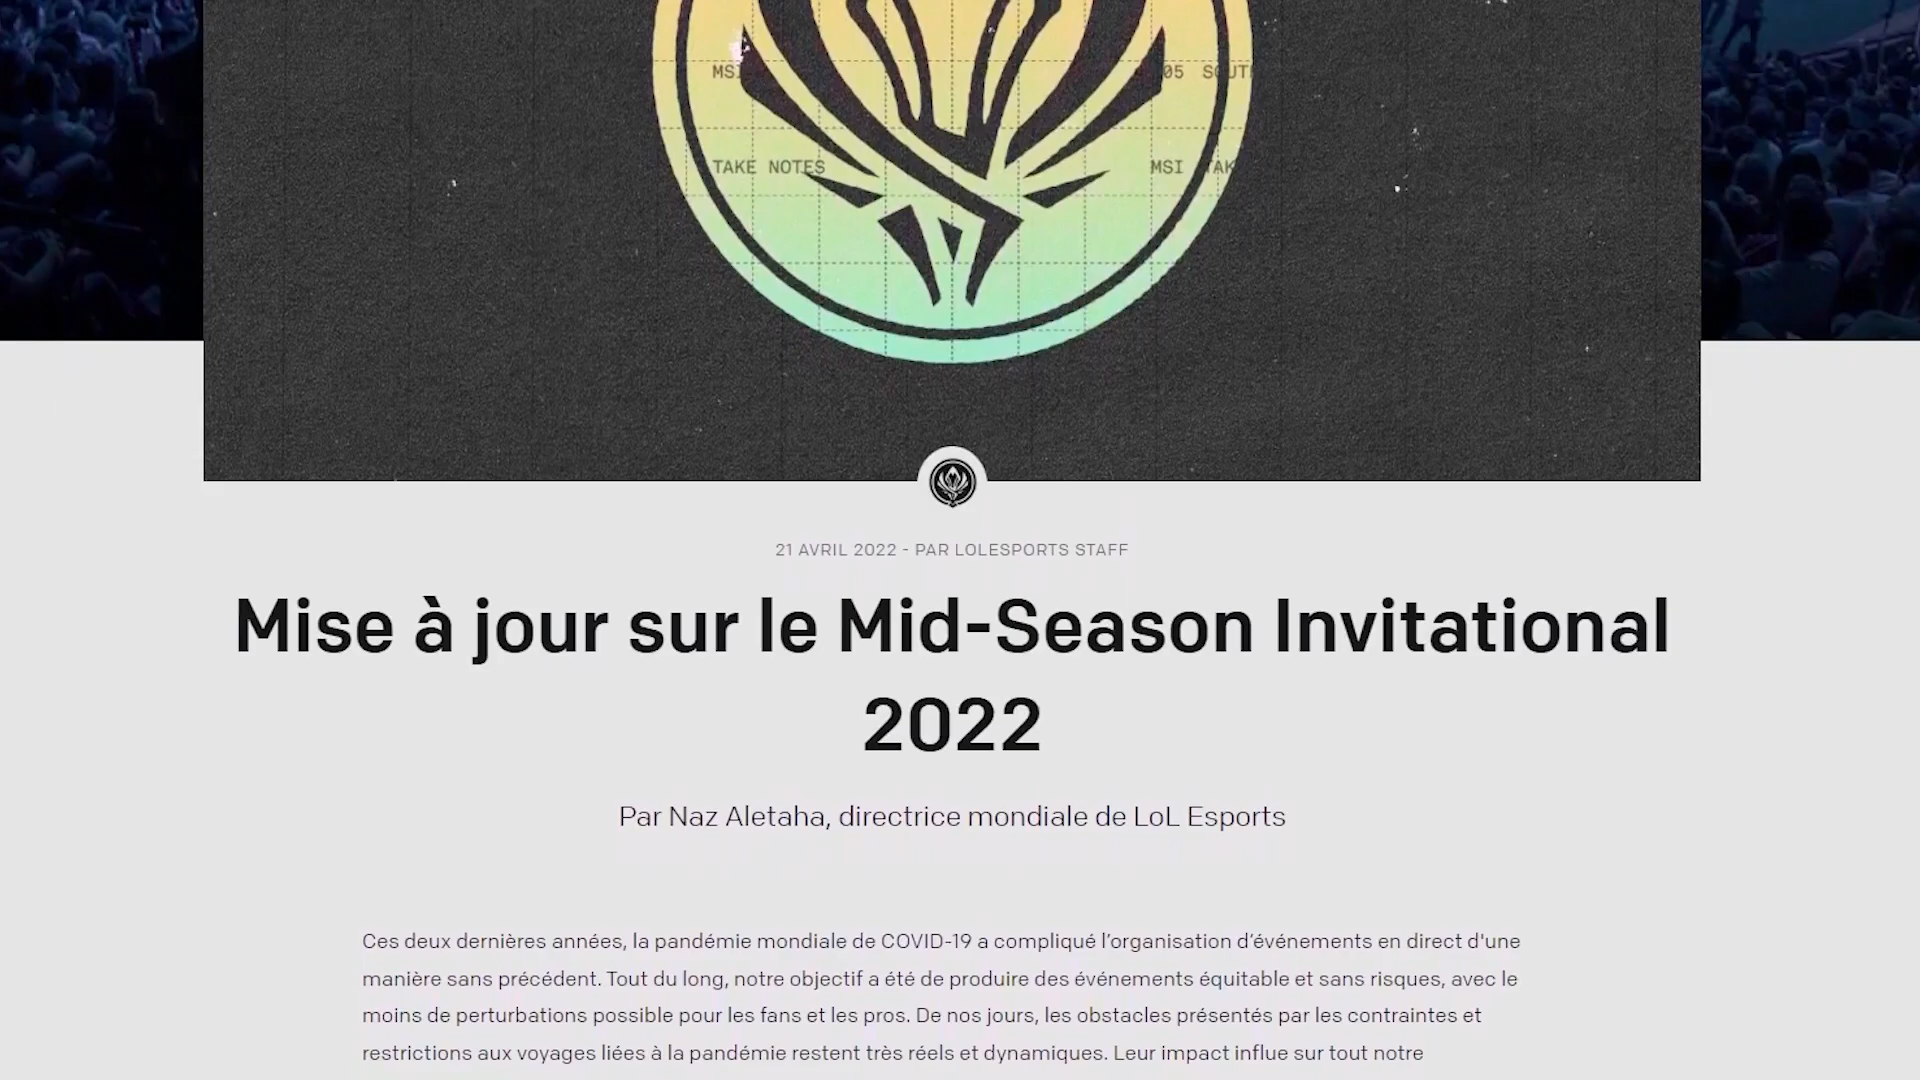 MSI 05 SOUTH
TAKE NOTES MSI TAK
21 AVRIL 2022 - PAR LOLESPORTS STAFF
Mise à jour sur le Mid-Season Invitational
2022
Par Naz Aletaha, directrice mondiale de LoL Esports
Ces deux dernières années, la pandémie mondiale de COVID-19 a compliqué l’organisation d’événements en direct d'une
manière sans précédent. Tout du long, notre objectif a été de produire des événements équitable et sans risques, avec le
moins de perturbations possible pour les fans et les pros. De nos jours, les obstacles présentés par les contraintes et
restrictions aux voyages liées à la pandémie restent très réels et dynamiques. Leur impact influe sur tout notre